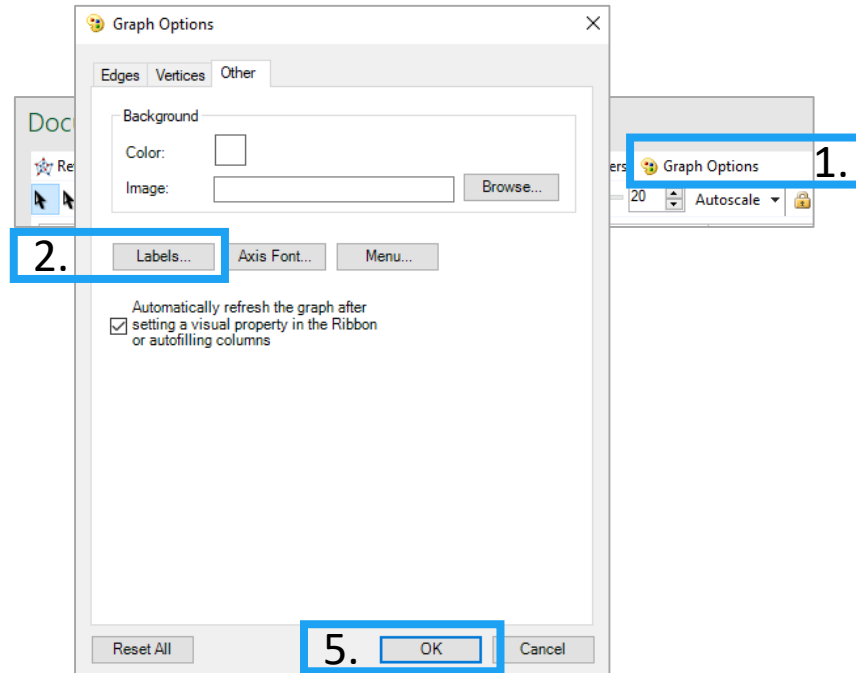 Graph Options
Edges Vertices Other
Docu
Background
Color:
Re
ers Graph Options 1.
Image: Browse...
20 Autoscale
2. Labels... Axis Font... Menu...
Automatically refresh the graph after
setting a visual property in the Ribbon
or autofilling columns
Reset All 5. OK Cancel